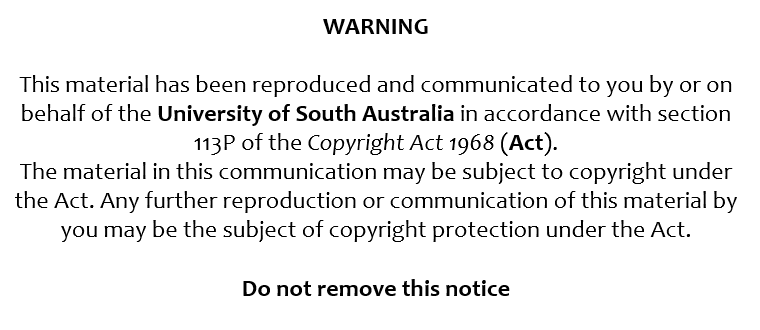 WARNING
This material has been reproduced and communicated to you by or on
behalf of the University of South Australia in accordance with section
113P of the Copyright Act 1968 (Act).
The material in this communication may be subject to copyright under
the Act. Any further reproduction or communication of this material by
you may be the subject of copyright protection under the Act.
Do not remove this notice